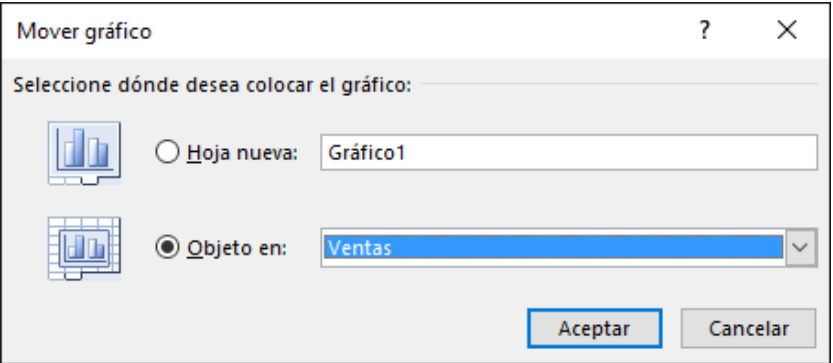 Mover gráfico ?
Seleccione dónde desea colocar el gráfico:
Hoja nueva: Gráfico1
Objeto en: Ventas
Aceptar Cancelar